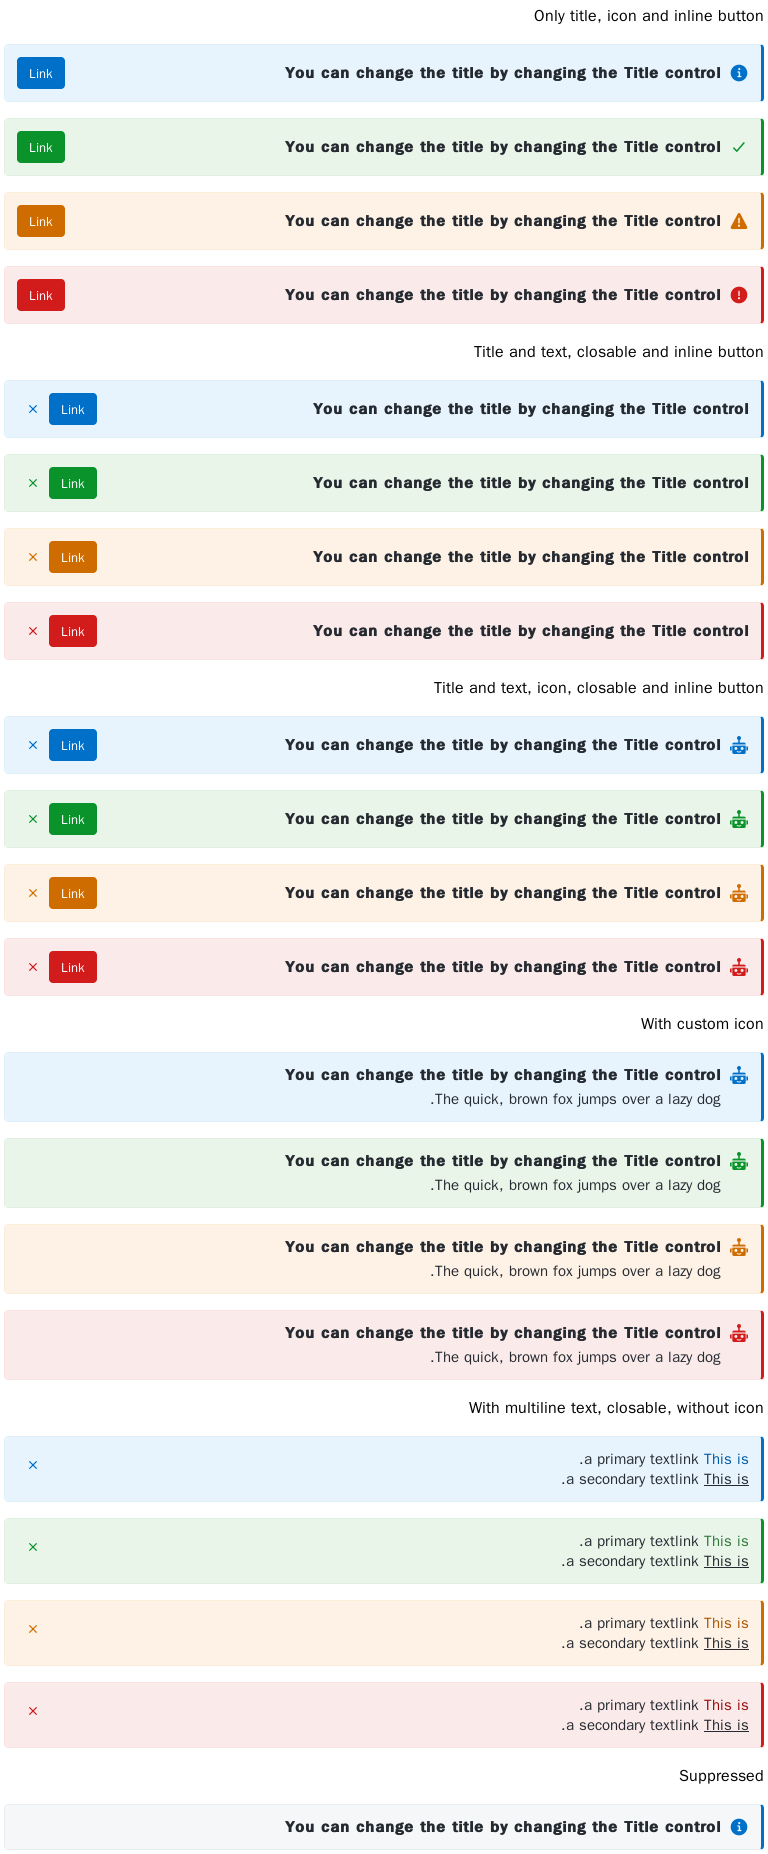 Only title, icon and inline button
You can change the title by changing the Title control
Link
You can change the title by changing the Title control
Link
You can change the title by changing the Title control
Link
You can change the title by changing the Title control
Link
Title and text, closable and inline button
You can change the title by changing the Title control
Link
You can change the title by changing the Title control
Link
You can change the title by changing the Title control
Link
You can change the title by changing the Title control
Link
Title and text, icon, closable and inline button
You can change the title by changing the Title control
Link
You can change the title by changing the Title control
Link
You can change the title by changing the Title control
Link
You can change the title by changing the Title control
Link
With custom icon
You can change the title by changing the Title control
.The quick, brown fox jumps over a lazy dog
You can change the title by changing the Title control
.The quick, brown fox jumps over a lazy dog
You can change the title by changing the Title control
.The quick, brown fox jumps over a lazy dog
You can change the title by changing the Title control
.The quick, brown fox jumps over a lazy dog
With multiline text, closable, without icon
.a primary textlink This is
.a secondary textlink This is
.a primary textlink This is
.a secondary textlink This is
.a primary textlink This is
.a secondary textlink This is
.a primary textlink This is
.a secondary textlink This is
Suppressed
You can change the title by changing the Title control